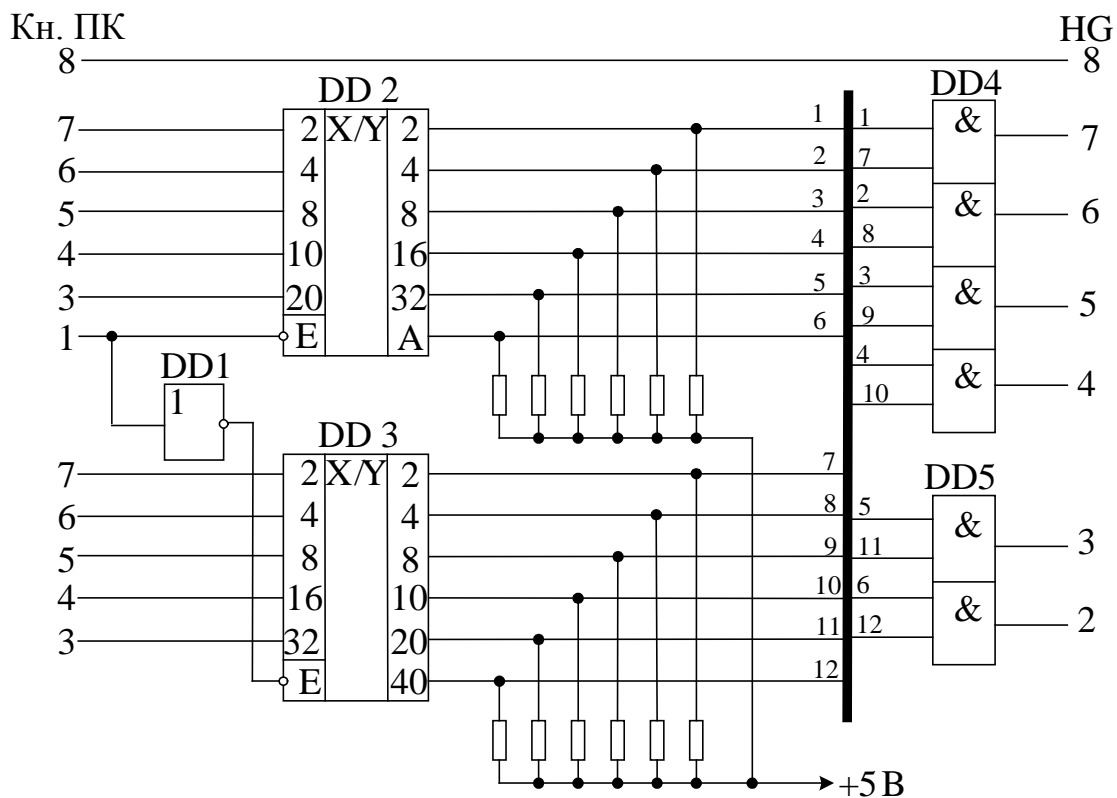 Кн. ПК HG
8 8
DD 2 DD4
7 2 X/Y 2 1 1 & 7
6 4 4 2 7
5 8 8 3 2 & 6
4 10 16 4 8
3 20 32 5 3 & 5
1 E A 6 9
DD1 4 & 4
1 10
DD 3
7 2 X/Y 2 7 DD5
6 4 4 8 5 &
5 8 8 9 11 3
4 16 10 10 6 &
3 32 20 11 12 2
E 40 12
+5 В